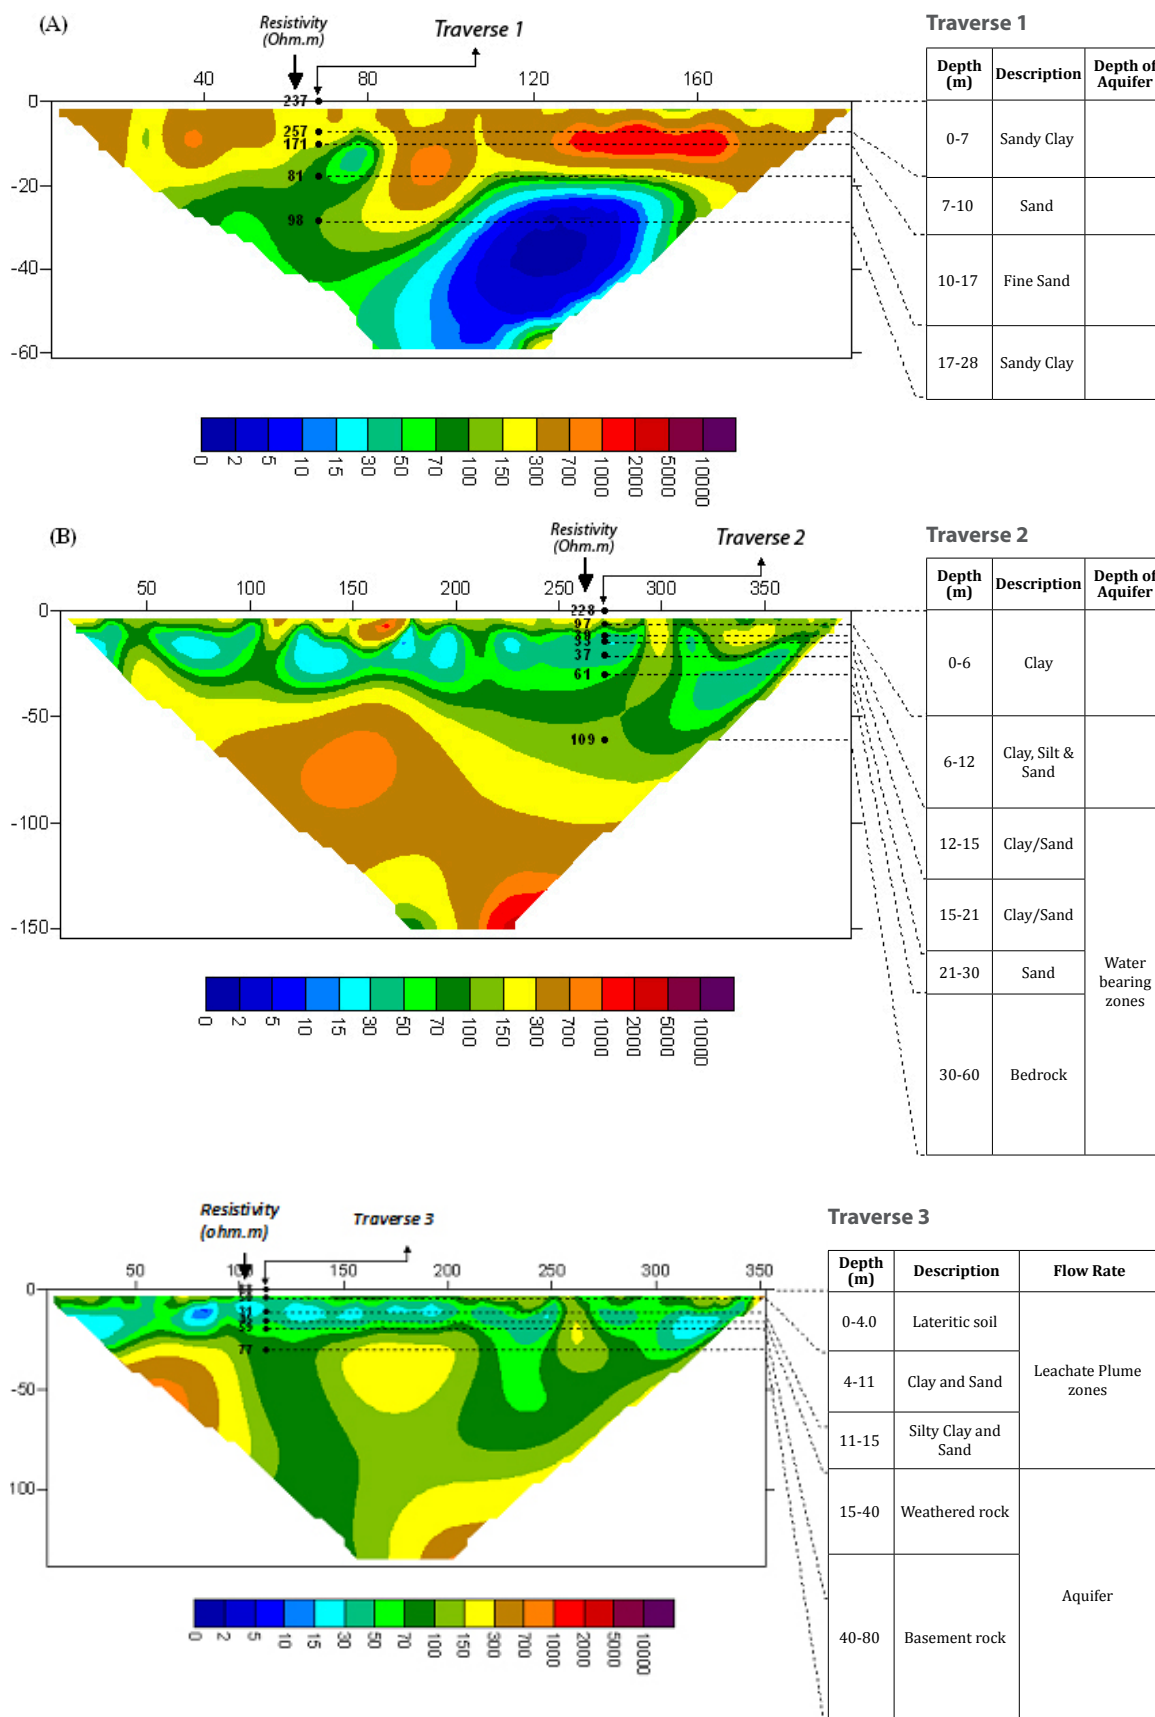 (A)
Resistivity
(Ohm.m)
Traverse 1
40
80
120
160
0
-20
-40
-60
237
257
171
81
98
0
2
5
10
15
30
50
70
100
150
300
700
1000
2000
5000
10000
Traverse 1
Depth (m)
Description
Depth of Aquifer
0-7
Sandy Clay
7-10
Sand
10-17
Fine Sand
17-28
Sandy Clay
(B)
Resistivity
(Ohm.m)
Traverse 2
50
100
150
200
250
300
350
0
-50
-100
-150
228
97
37
61
109
0
2
5
10
15
30
50
70
100
150
300
700
1000
2000
5000
10000
Traverse 2
Depth (m)
Description
Depth of Aquifer
0-6
Clay
6-12
Clay, Silt &
Sand
12-15
Clay/Sand
15-21
Clay/Sand
21-30
Sand
30-60
Bedrock
Water
bearing
zones
Resistivity
(ohm.m)
Traverse 3
50
150
200
250
300
350
0
-50
100
77
0
2
5
10
15
30
50
70
100
150
300
700
1000
2000
5000
10000
Traverse 3
Depth (m)
Description
Flow Rate
0-4.0
Lateritic soil
4-11
Clay and Sand
11-15
Silty Clay and
Sand
15-40
Weathered rock
40-80
Basement rock
Leachate Plume
zones
Aquifer